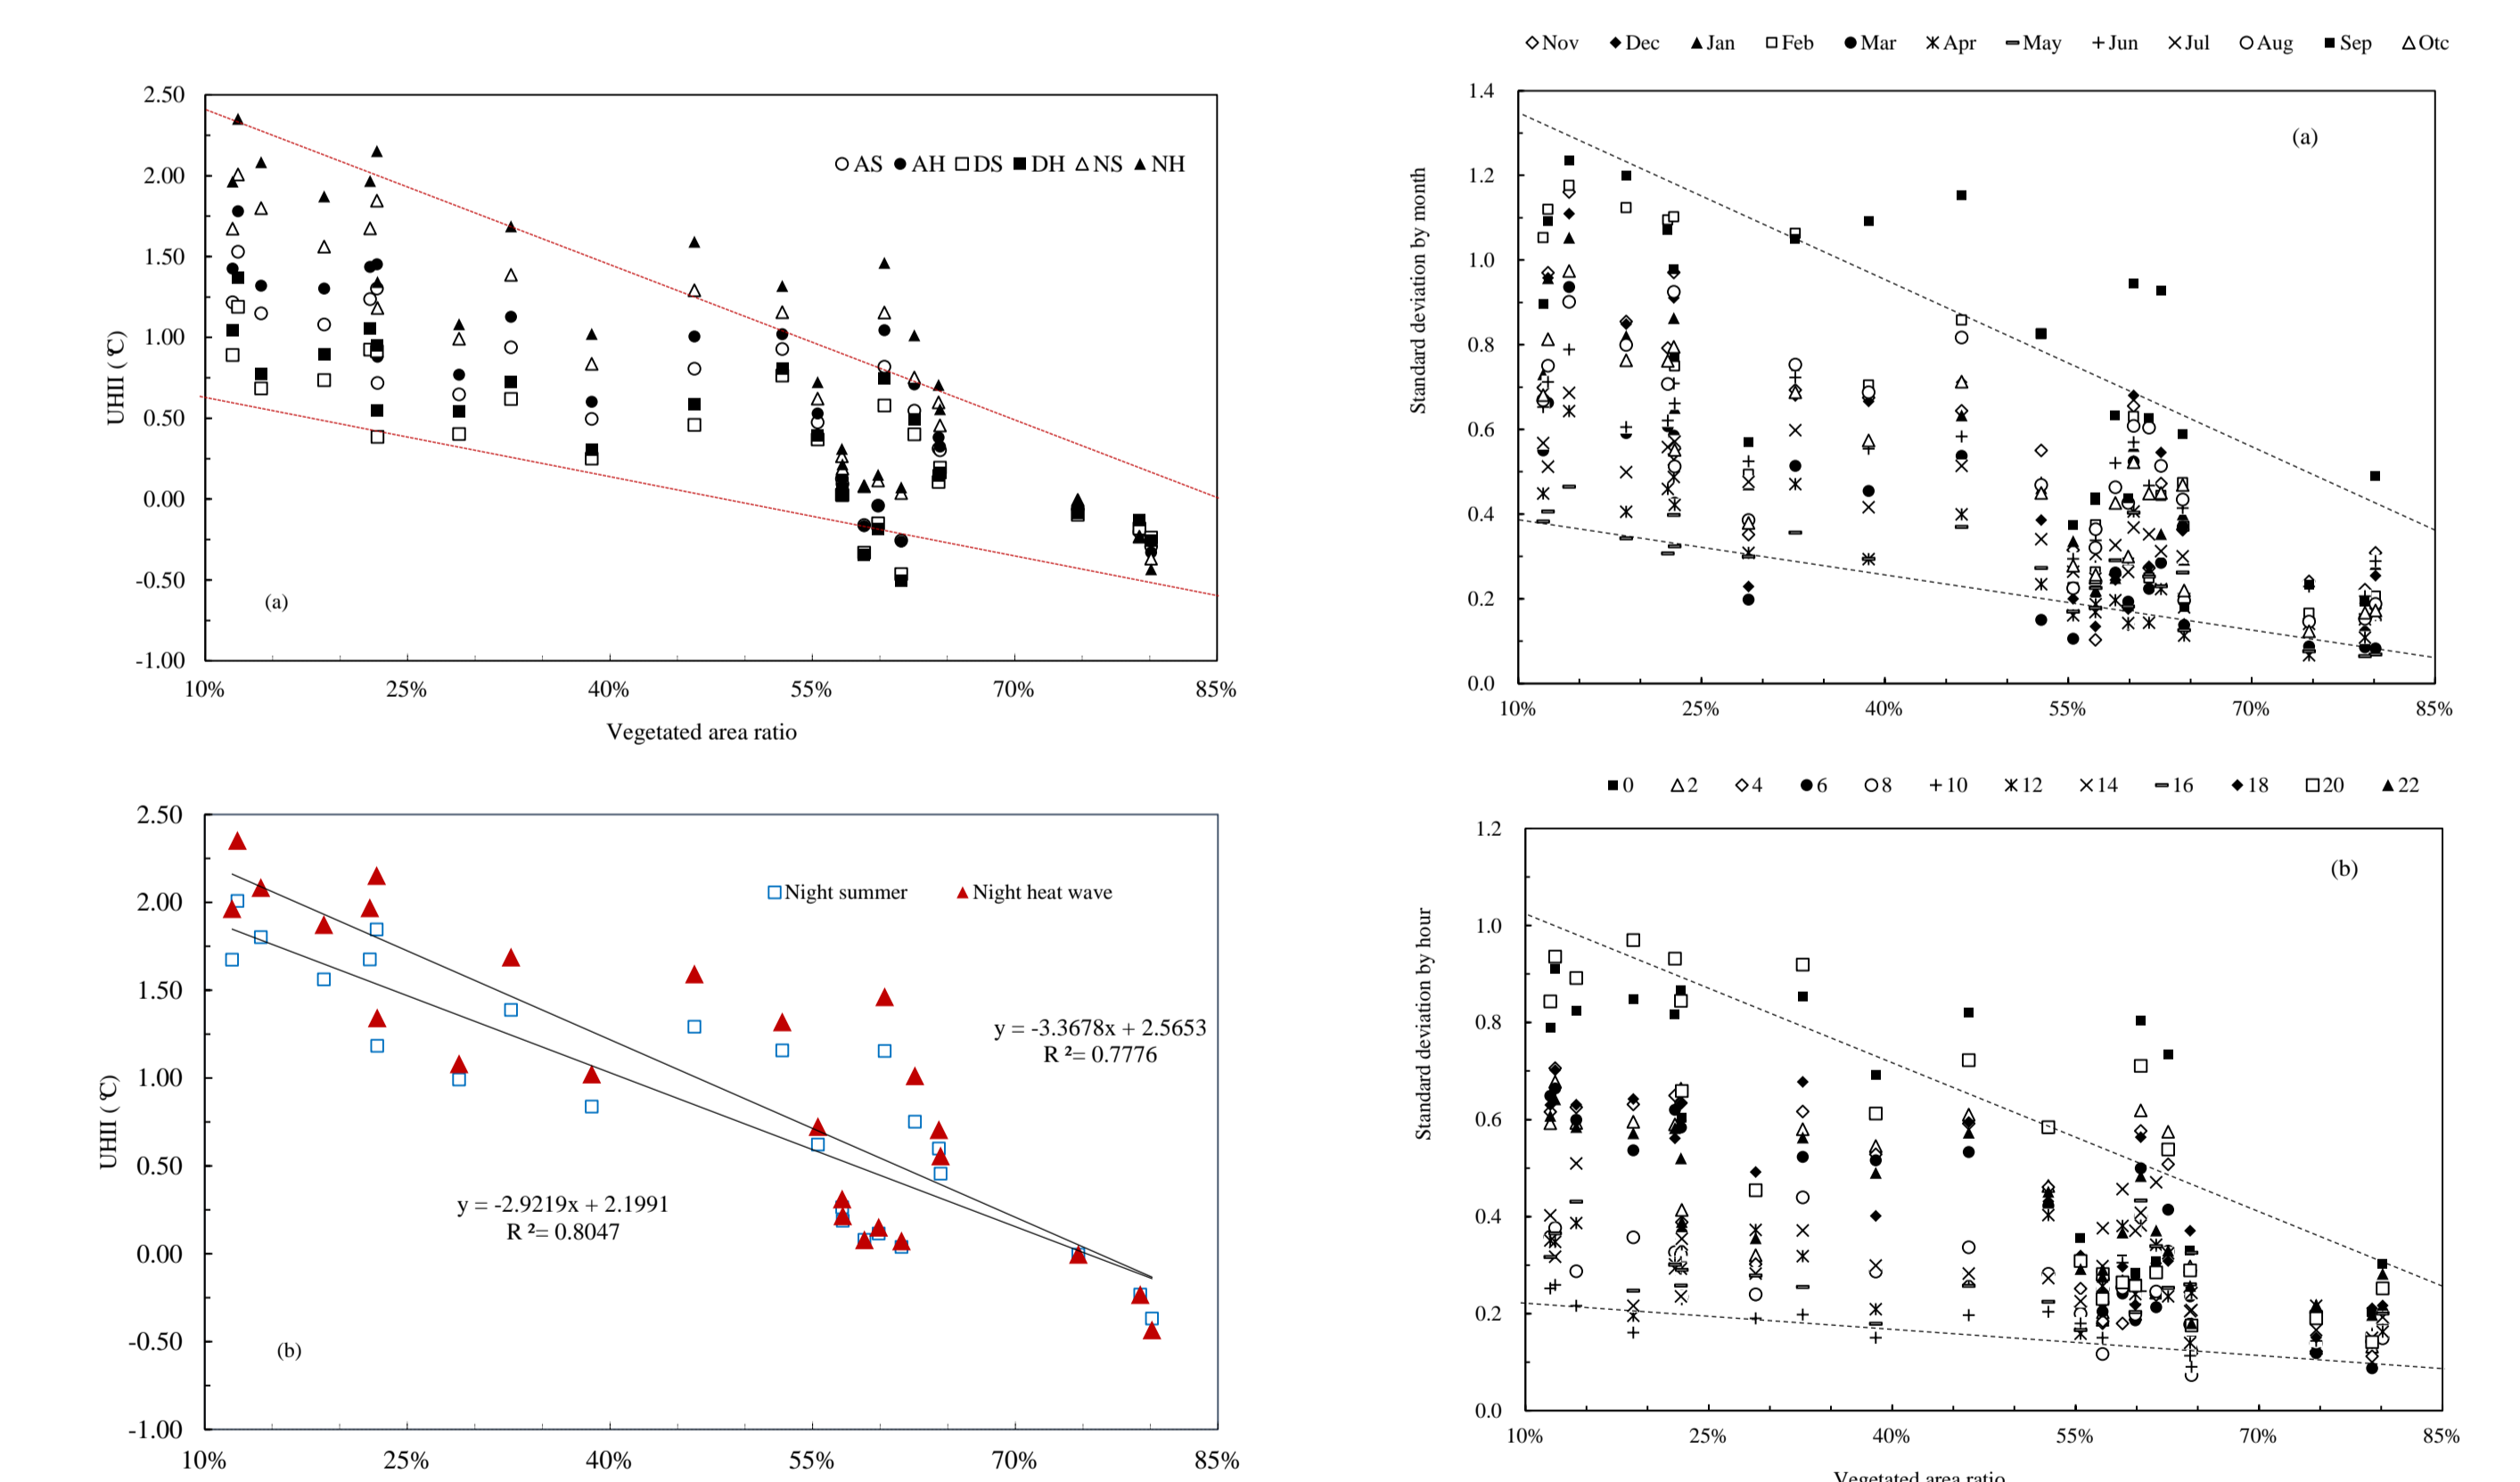 2.50
2.00
1.50
1.00
0.50
0.00
-0.50
-1.00
UHII (℃)
AS AH DS DH NS NH
(a)
10% 25% 40% 55% 70% 85%
Vegetated area ratio
2.50
2.00
1.50
1.00
0.50
0.00
-0.50
-1.00
UHII (℃)
Night summer Night heat wave
y = -3.3678x + 2.5653
R ²= 0.7776
y = -2.9219x + 2.1991
R ²= 0.8047
(b)
10% 25% 40% 55% 70% 85%
Nov Dec Jan Feb Mar Apr May Jun Jul Aug Sep Otc
1.4
1.2
1.0
0.8
0.6
0.4
0.2
0.0
Standard deviation by month
(a)
10% 25% 40% 55% 70% 85%
0 2 4 6 8 10 12 14 16 18 20 22
1.2
1.0
0.8
0.6
0.4
0.2
0.0
Standard deviation by hour
(b)
10% 25% 40% 55% 70% 85%
Vegetated area ratio